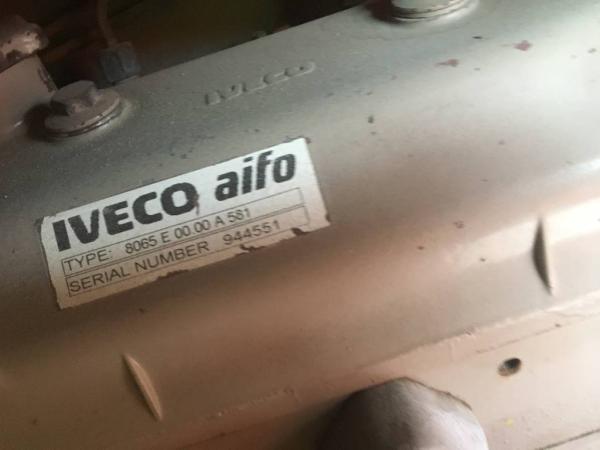 IVECO
IVECO aifo
TYPE: 8065 E 00.00 A 581
SERIAL NUMBER 944551